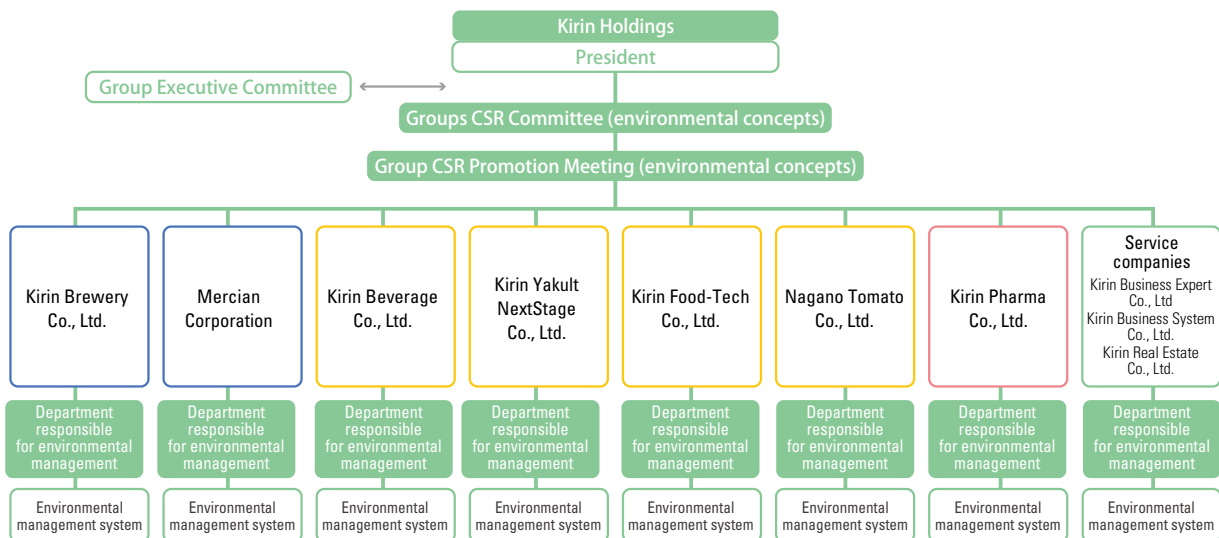 Kirin Holdings
President
Group Executive Committee
Groups CSR Committee (environmental concepts)
Group CSR Promotion Meeting (environmental concepts)
Kirin Brewery
Co., Ltd.
Mercian
Corporation
Kirin Beverage
Co., Ltd.
Kirin Yakult
NextStage
Co., Ltd.
Kirin Food-Tech
Co., Ltd.
Nagano Tomato
Co., Ltd.
Kirin Pharma
Co., Ltd.
Service
companies
Kirin Business Expert
Co., Ltd
Kirin Business System
Co., Ltd.
Kirin Real Estate
Co., Ltd.
Department
responsible
for environmental
management
Department
responsible
for environmental
management
Department
responsible
for environmental
management
Department
responsible
for environmental
management
Department
responsible
for environmental
management
Department
responsible
for environmental
management
Department
responsible
for environmental
management
Department
responsible
for environmental
management
Environmental
management system
Environmental
management system
Environmental
management system
Environmental
management system
Environmental
management system
Environmental
management system
Environmental
management system
Environmental
management system